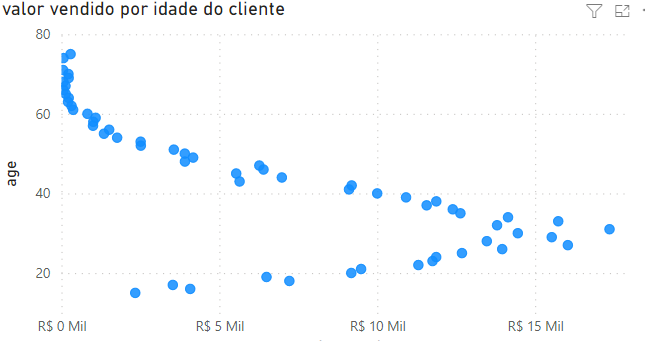 valor vendido por idade do cliente
80
60
age
40
20
R$ 0 Mil
R$ 5 Mil
R$ 10 Mil
R$ 15 Mil